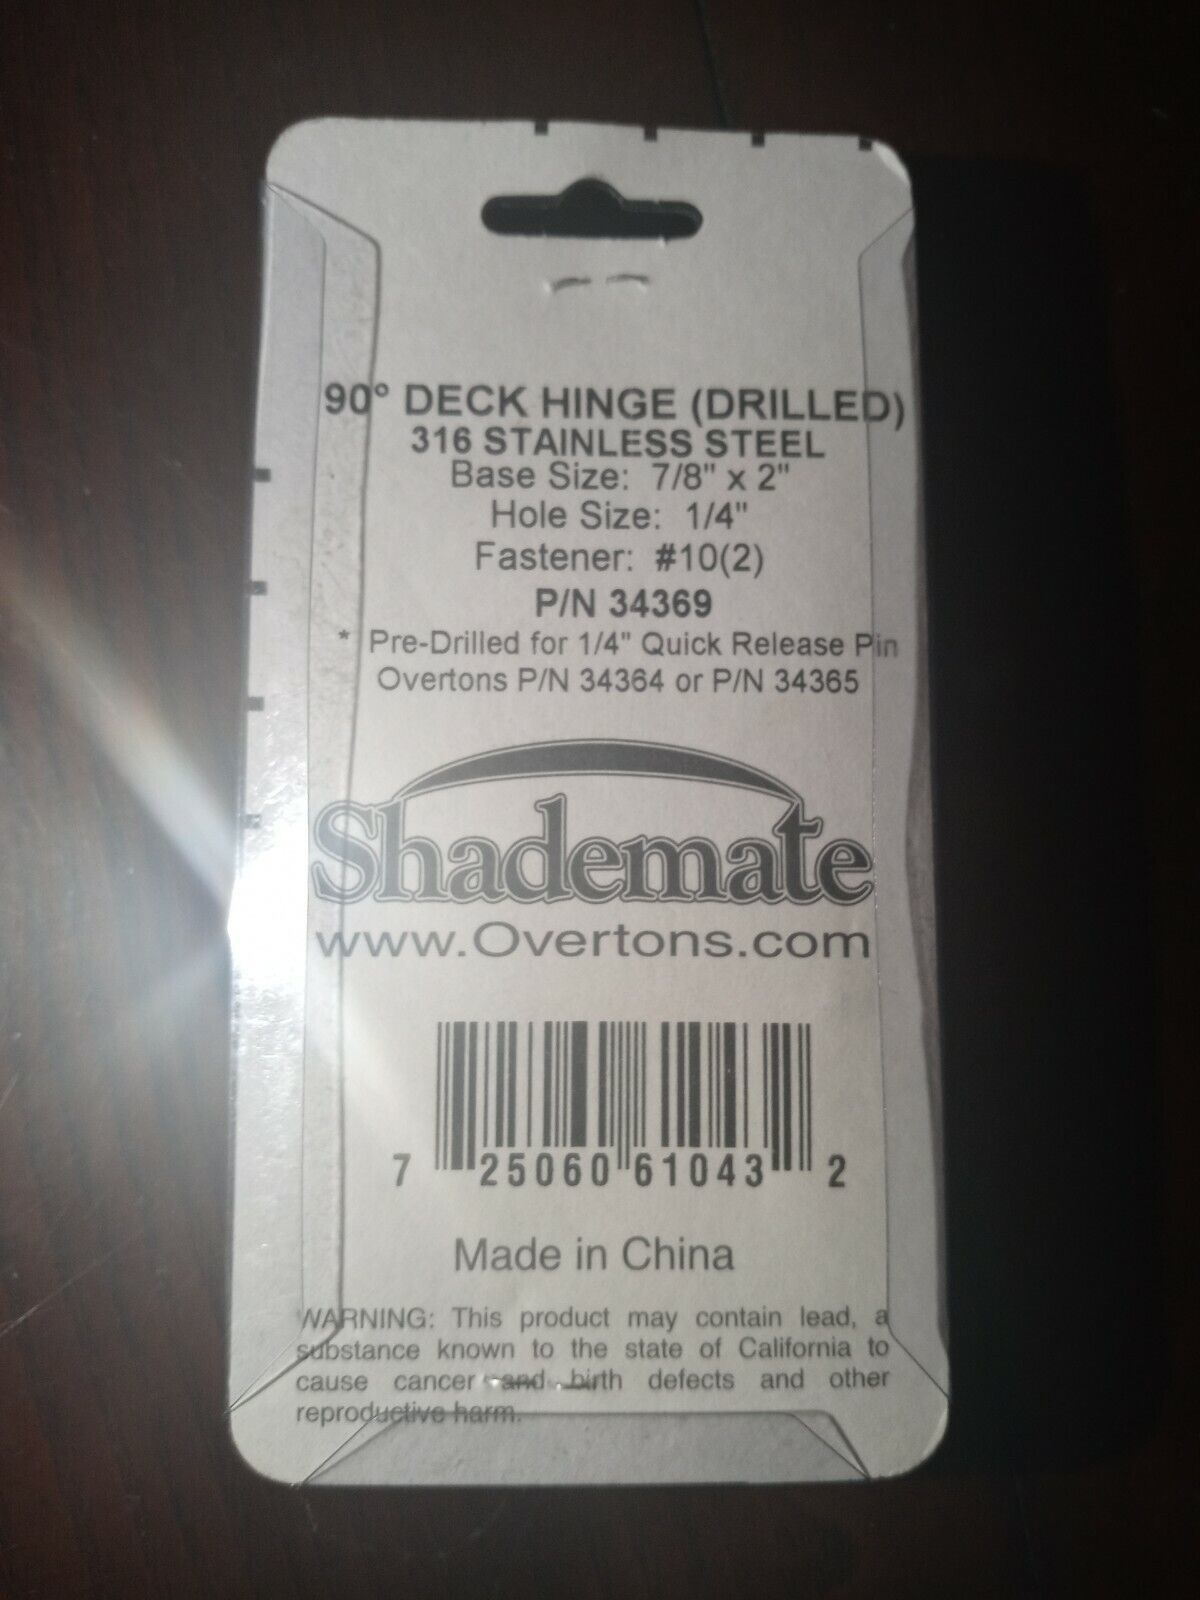 90° DECK HINGE (DRILLED)
316 STAINLESS STEEL
Base Size: 7/8" x 2"
Hole Size: 1/4"
Fastener: #10(2)
P/N 34369
* Pre-Drilled for 1/4" Quick Release Pin
Overtons P/N 34364 or P/N 34365
Shademate
www.Overtons.com
7 25060 61043 2
Made in China
WARNING: This product may contain lead, a
substance known to the state of California to
cause cancer and birth defects and other
reproductive harm.